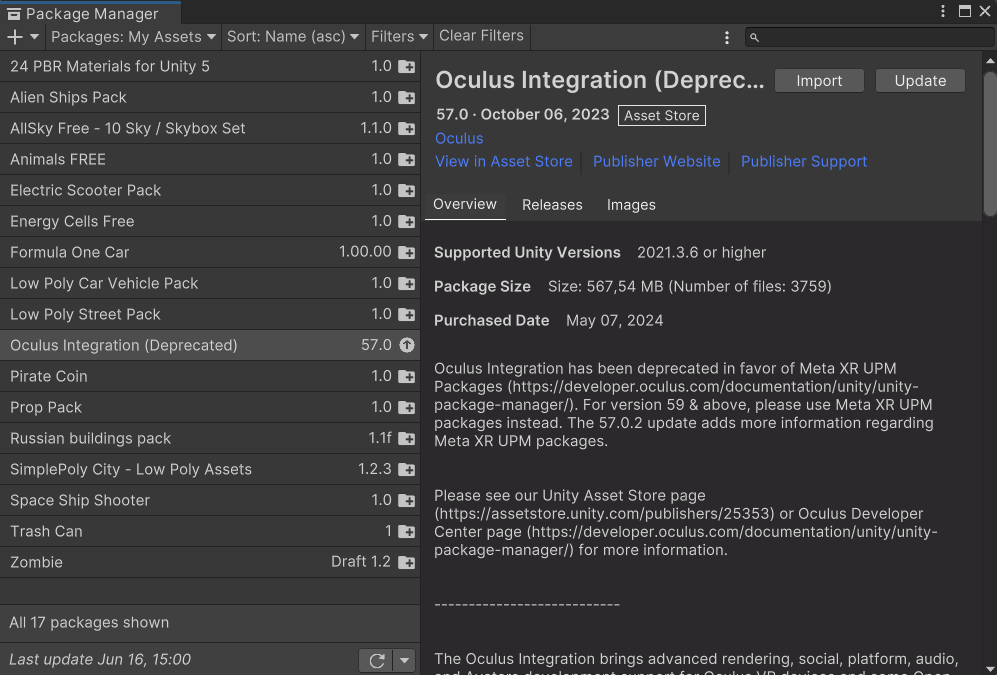 Package Manager
Packages: My Assets Sort: Name (asc) Filters Clear Filters
24 PBR Materials for Unity 5 1.0
Alien Ships Pack 1.0
AllSky Free - 10 Sky / Skybox Set 1.1.0
Animals FREE 1.0
Electric Scooter Pack 1.0
Energy Cells Free 1.0
Formula One Car 1.00.00
Low Poly Car Vehicle Pack 1.0
Low Poly Street Pack 1.0
Oculus Integration (Deprecated) 57.0
Pirate Coin 1.0
Prop Pack 1.0
Russian buildings pack 1.1f
SimplePoly City - Low Poly Assets 1.2.3
Space Ship Shooter 1.0
Trash Can 1
Zombie Draft 1.2
All 17 packages shown
Last update Jun 16, 15:00
Oculus Integration (Deprec... Import Update
57.0 · October 06, 2023 Asset Store
Oculus
View in Asset Store Publisher Website Publisher Support
Overview Releases Images
Supported Unity Versions 2021.3.6 or higher
Package Size Size: 567,54 MB (Number of files: 3759)
Purchased Date May 07, 2024
Oculus Integration has been deprecated in favor of Meta XR UPM
Packages (https://developer.oculus.com/documentation/unity/unity-
package-manager/). For version 59 & above, please use Meta XR UPM
packages instead. The 57.0.2 update adds more information regarding
Meta XR UPM packages.
Please see our Unity Asset Store page
(https://assetstore.unity.com/publishers/25353) or Oculus Developer
Center page (https://developer.oculus.com/documentation/unity/unity-
package-manager/) for more information.
---------------------------
The Oculus Integration brings advanced rendering, social, platform, audio,
and Avatars development support for Oculus VR devices and some Open